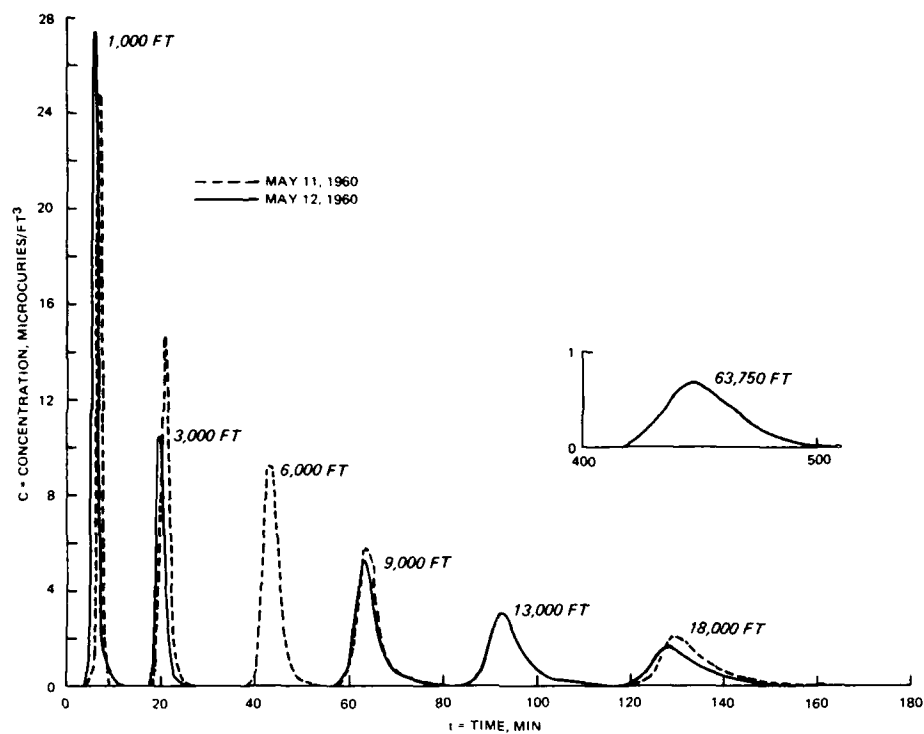 28
24
20
16
12
8
4
0
C = CONCENTRATION, MICROCURIES/FT³
1,000 FT
MAY 11, 1960
MAY 12, 1960
3,000 FT
6,000 FT
9,000 FT
13,000 FT
18,000 FT
1
0
63,750 FT
400
500
0
20
40
60
80
100
120
140
160
180
t = TIME, MIN